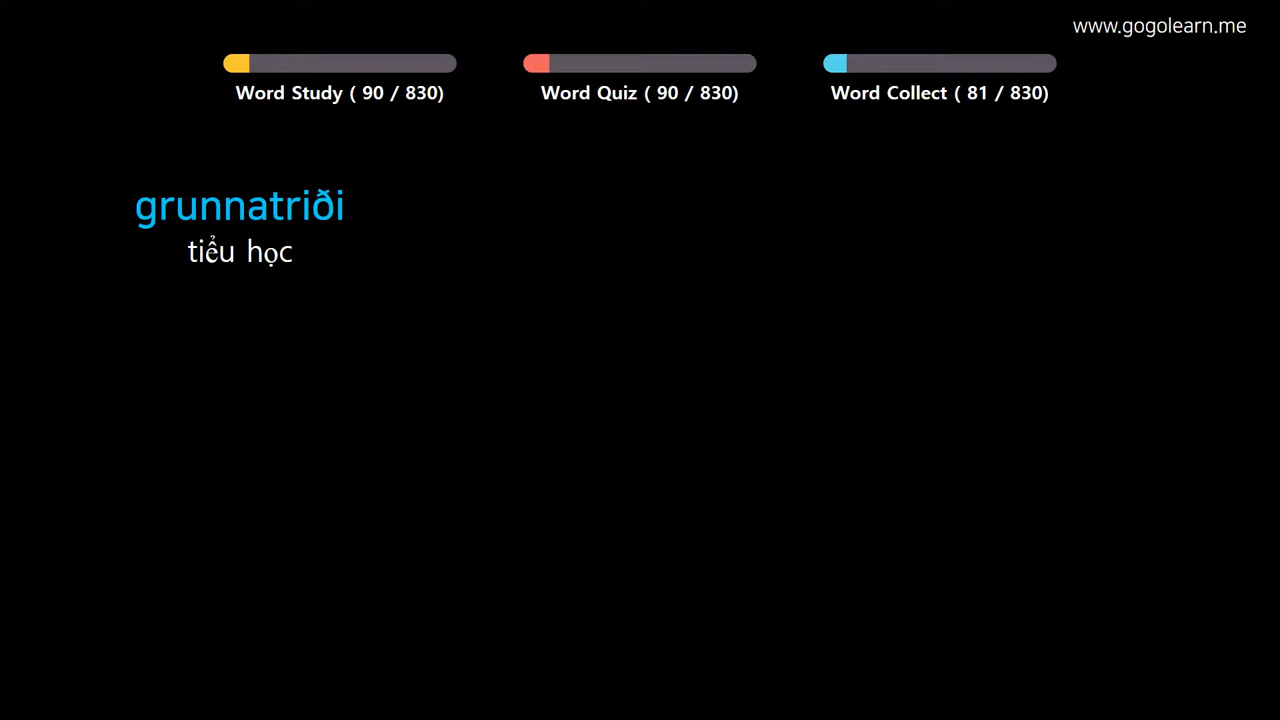 www.gogolearn.me
Word Study ( 90 / 830)
Word Quiz ( 90 / 830)
Word Collect ( 81 / 830)
grunnatriði
tiểu học